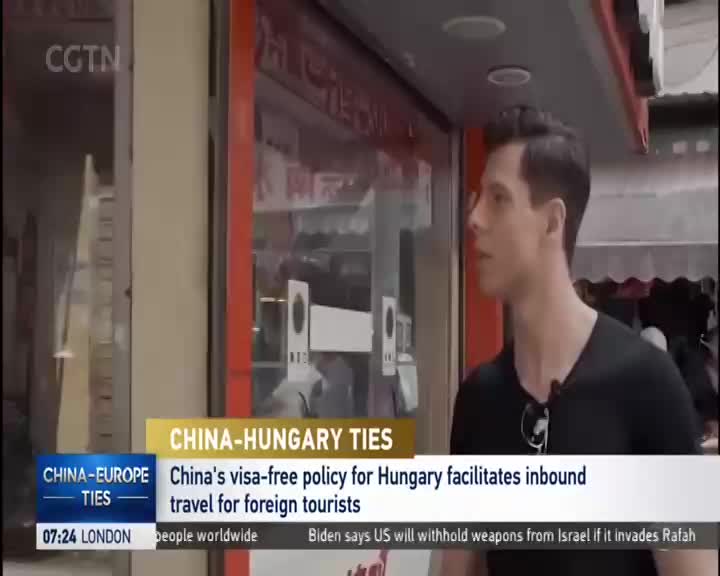 CGTN
CHINA-HUNGARY TIES
CHINA-EUROPE
TIES
China's visa-free policy for Hungary facilitates inbound
travel for foreign tourists
07:24 LONDON
people worldwide
Biden says US will withhold weapons from Israel if it invades Rafah